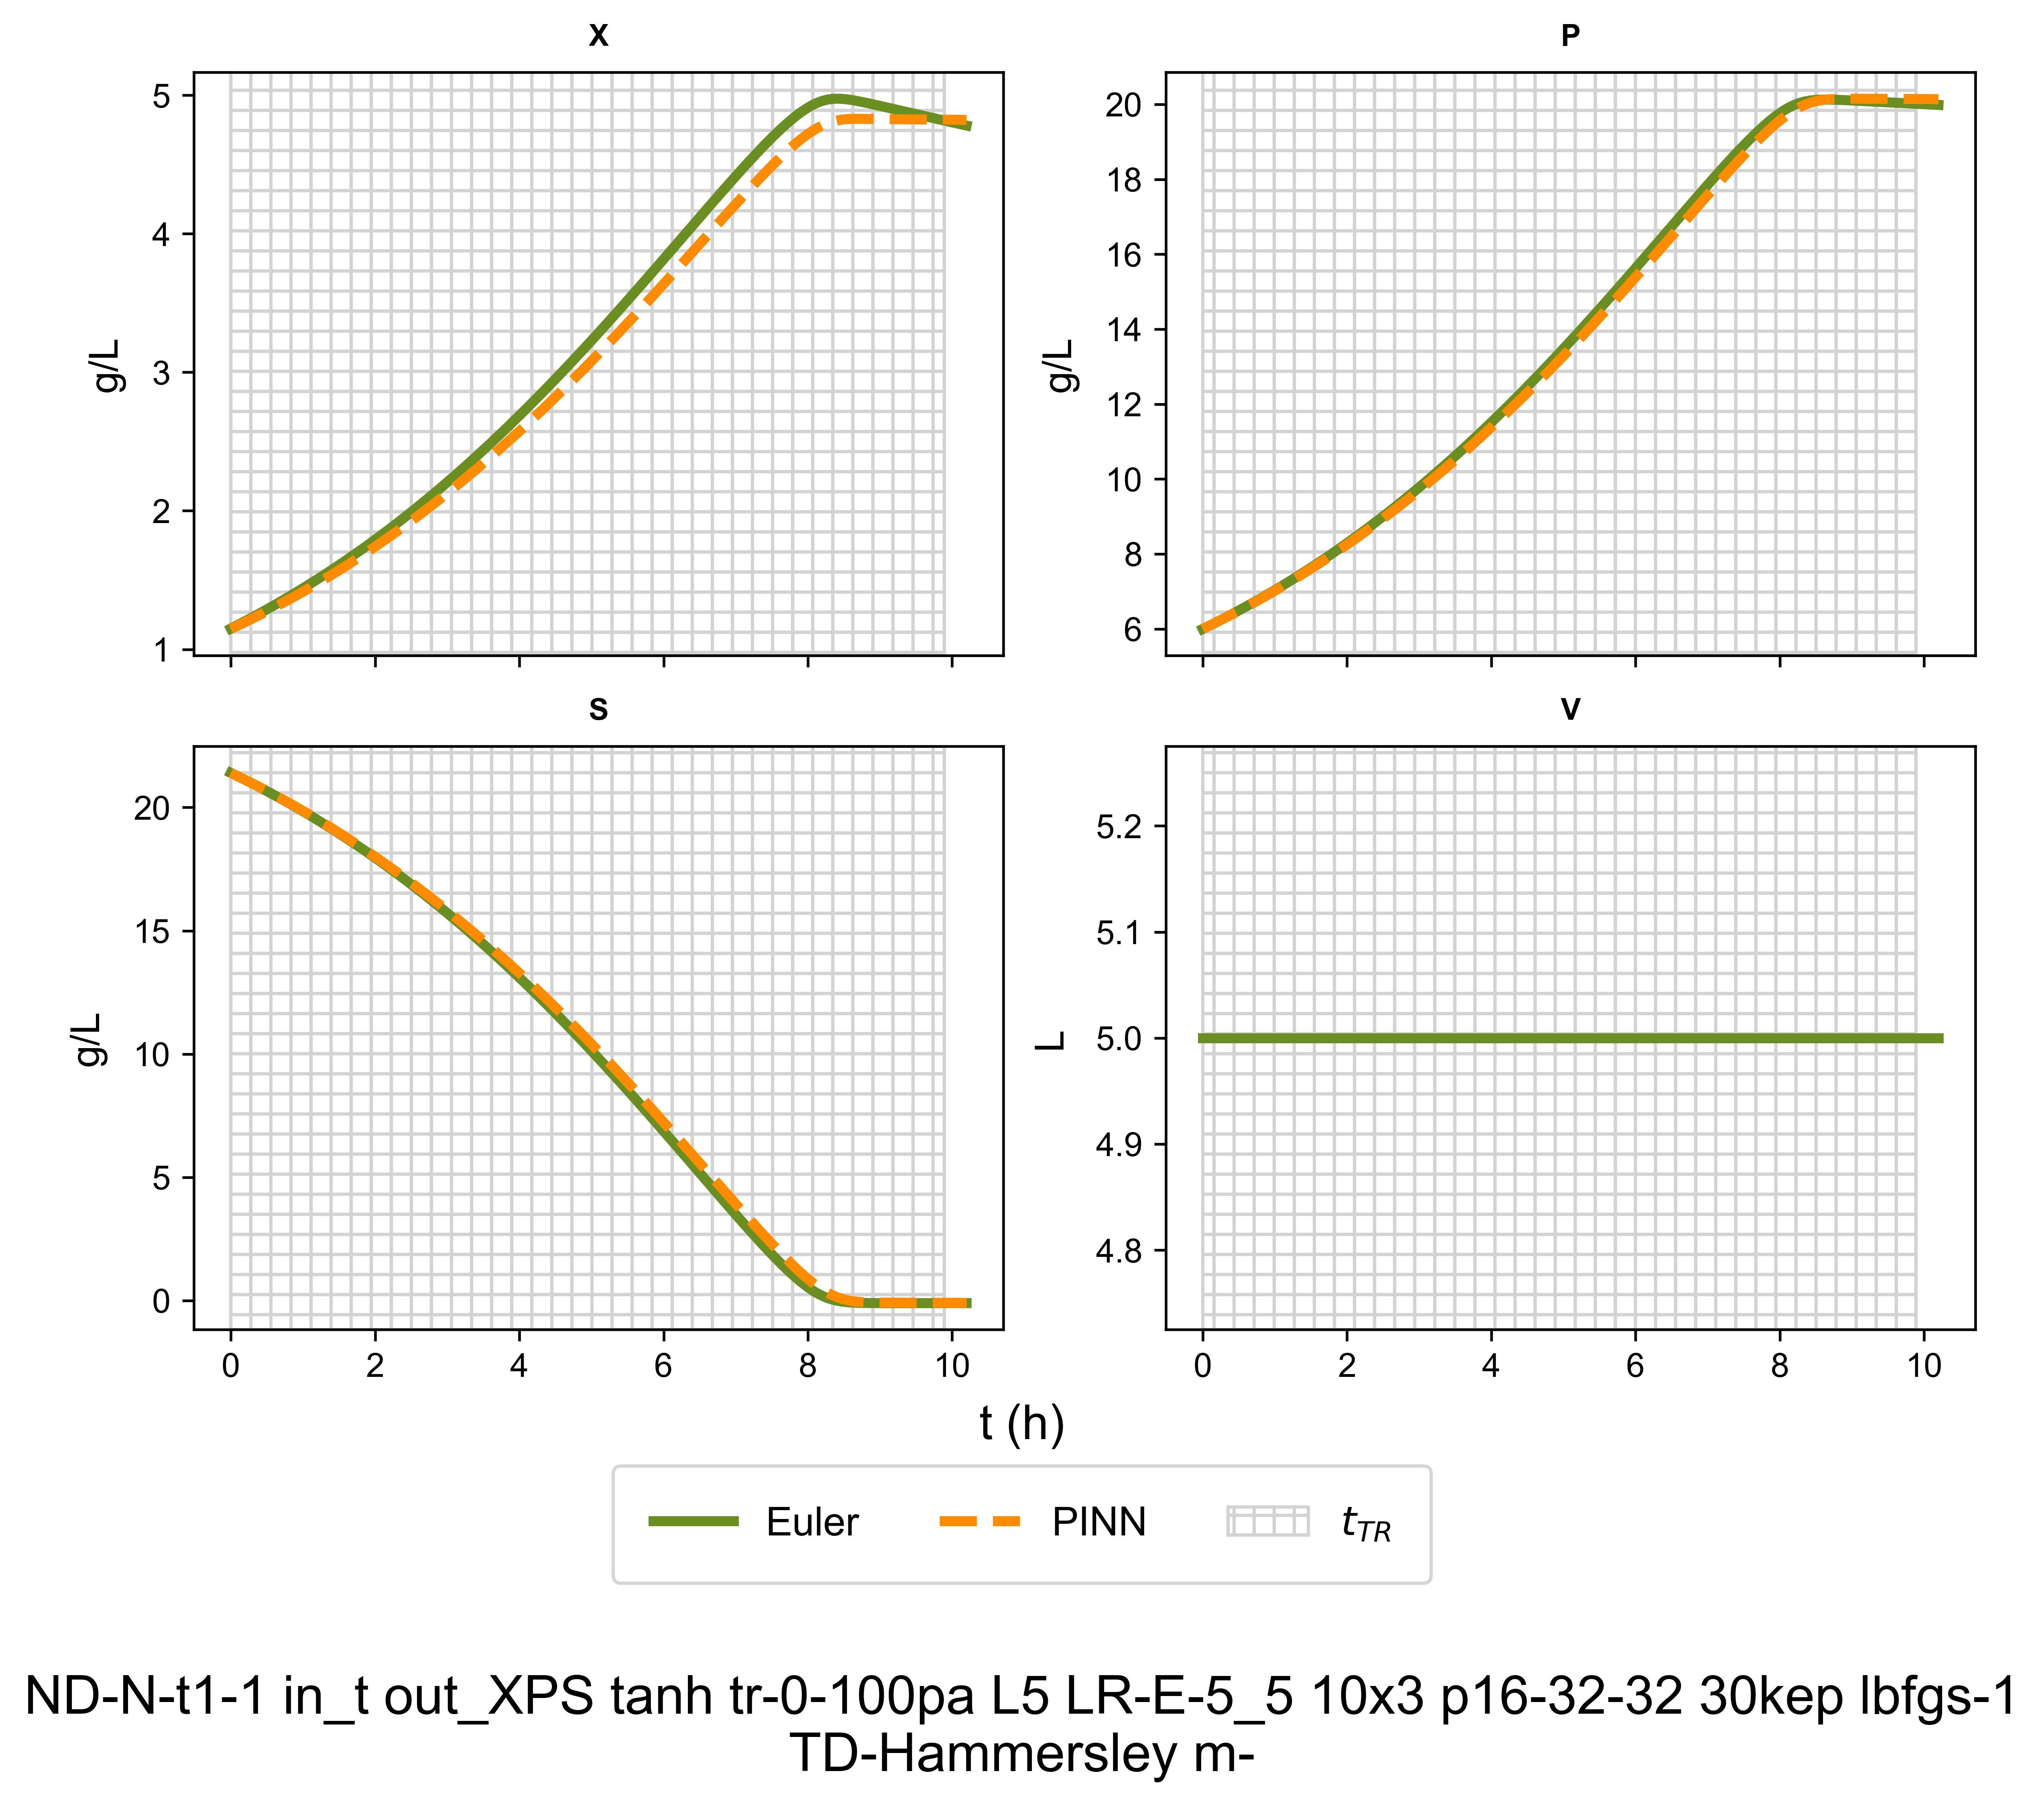 X
5
4
3
2
1
g/L
P
20
18
16
14
12
10
8
6
g/L
S
20
15
10
5
0
g/L
0 2 4 6 8 10
V
5.2
5.1
5.0
4.9
4.8
L
0 2 4 6 8 10
t (h)
Euler PINN t_TR
ND-N-t1-1 in_t out_XPS tanh tr-0-100pa L5 LR-E-5_5 10x3 p16-32-32 30kep lbfgs-1
TD-Hammersley m-